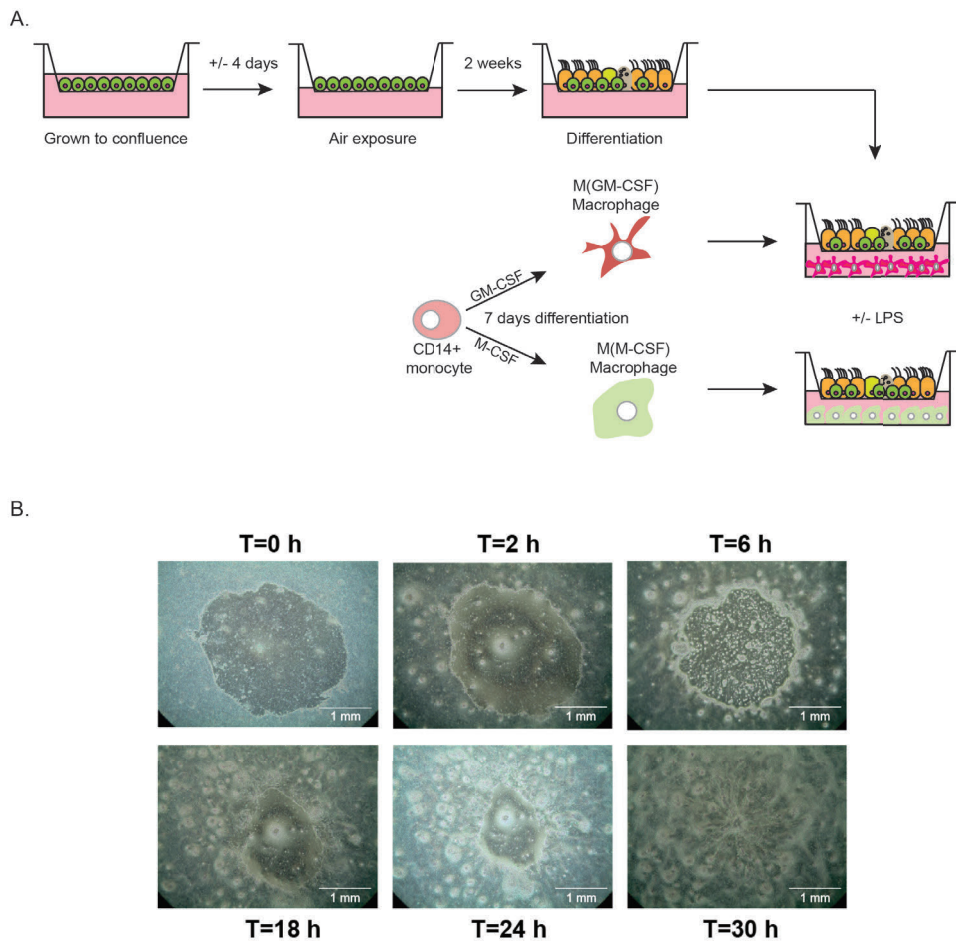 A.
+/- 4 days
2 weeks
Grown to confluence
Air exposure
Differentiation
M(GM-CSF)
Macrophage
GM-CSF
7 days differentiation
M-CSF
CD14+
monocyte
+/- LPS
M(M-CSF)
Macrophage
B.
T=0 h
T=2 h
T=6 h
1 mm
1 mm
1 mm
1 mm
1 mm
1 mm
T=18 h
T=24 h
T=30 h